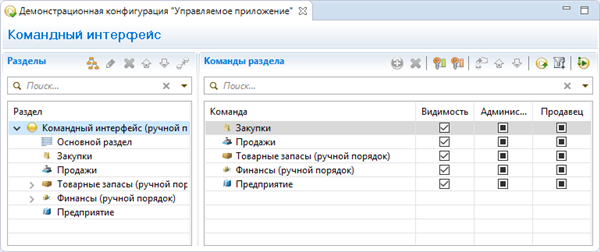 Демонстрационная конфигурация "Управляемое приложение"
Командный интерфейс
Разделы
Команды раздела
Поиск...
Поиск...
Раздел
Команда Видимость Админис... Продавец
Командный интерфейс (ручной п
Основной раздел
Закупки
Продажи
Товарные запасы (ручной пор
Финансы (ручной порядок)
Предприятие
Закупки
Продажи
Товарные запасы (ручной порядок)
Финансы (ручной порядок)
Предприятие